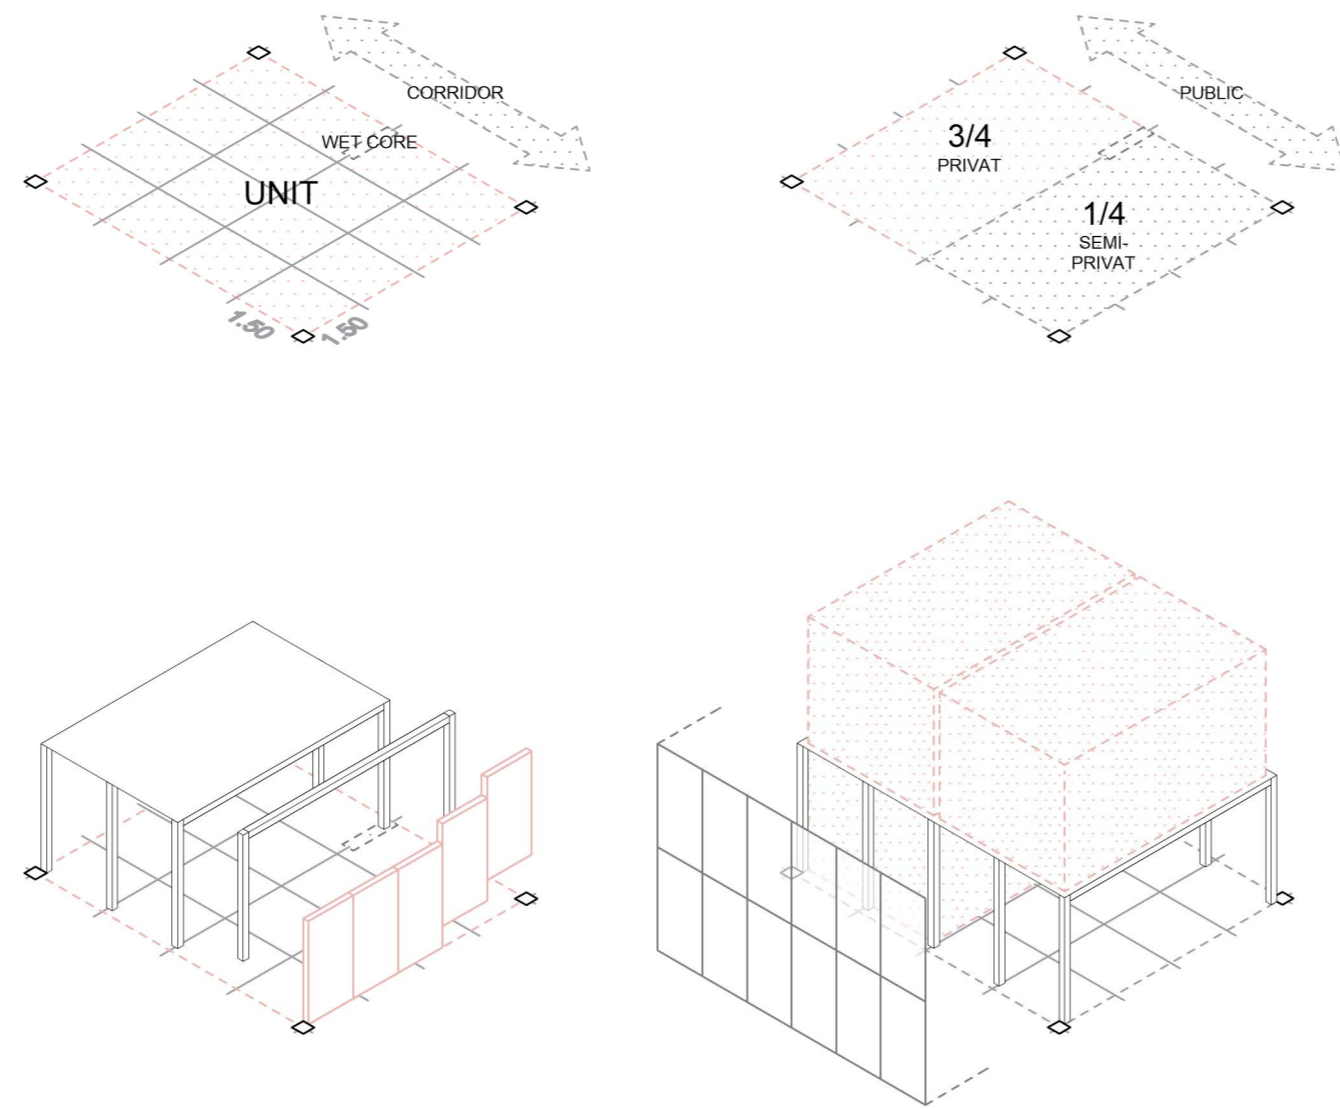 CORRIDOR
WET CORE
UNIT
1.50
1.50
PUBLIC
3/4
PRIVAT
1/4
SEMI-
PRIVAT